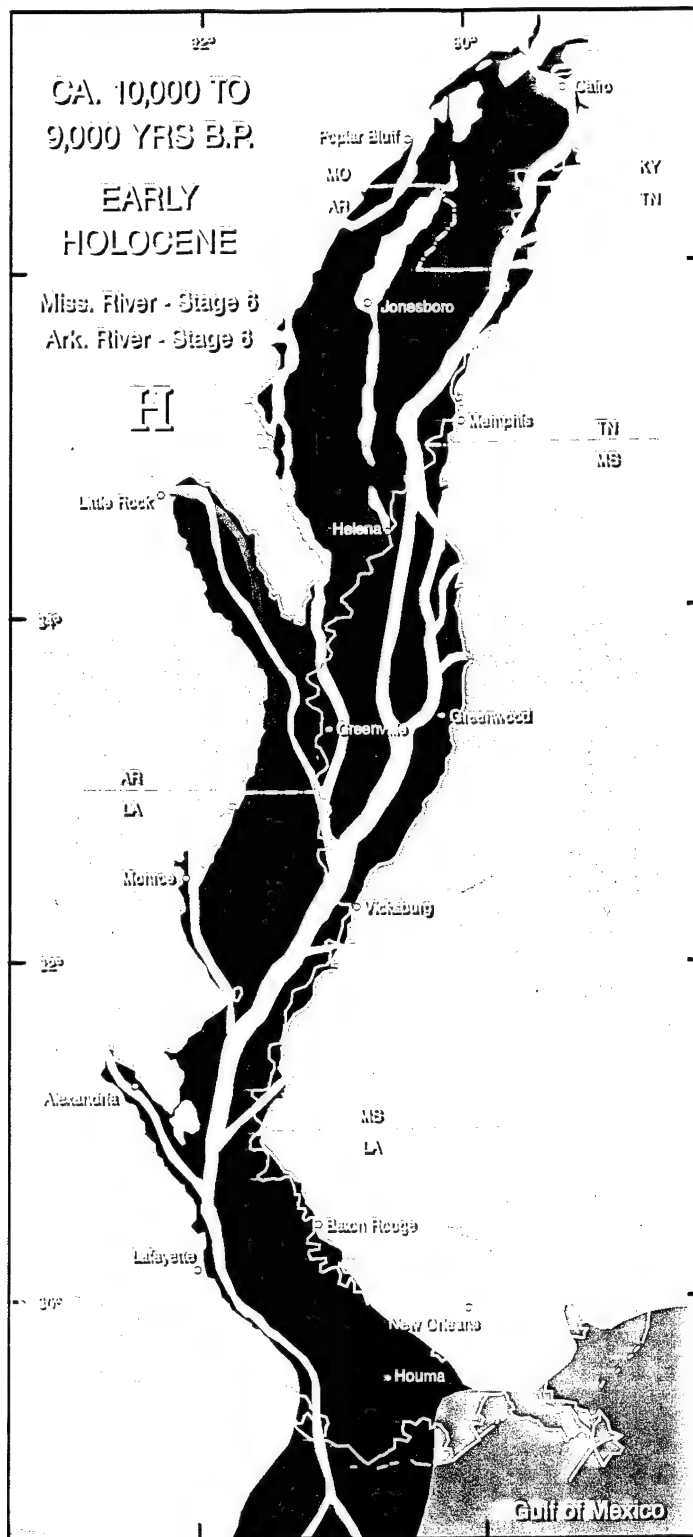 92°
90°
CA. 10,000 TO
9,000 YRS B.P.
EARLY
HOLOCENE
Miss. River - Stage 6
Ark. River - Stage 6
H
Cairo
Poplar Bluff
MO
AR
KY
TN
Jonesboro
Memphis
TN
MS
Little Rock
Helena
34°
Greenwood
Greenville
AR
LA
Monroe
Vicksburg
32°
Alexandria
MS
LA
Baton Rouge
Lafayette
30°
New Orleans
Houma
Gulf of Mexico